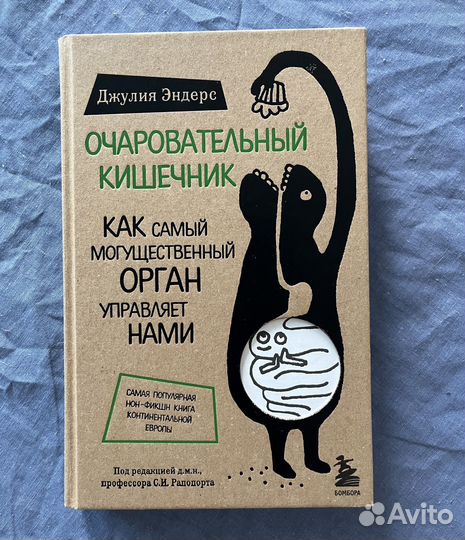 Джулия Эндерс
ОЧАРОВАТЕЛЬНЫЙ
КИШЕЧНИК
КАК САМЫЙ
МОГУЩЕСТВЕННЫЙ
ОРГАН
УПРАВЛЯЕТ
НАМИ
САМАЯ ПОПУЛЯРНАЯ
НОН-ФИКШН КНИГА
КОНТИНЕНТАЛЬНОЙ
ЕВРОПЫ
Под редакцией д.м.н.,
профессора С.И. Рапопорта
БОМБОРА
Avito